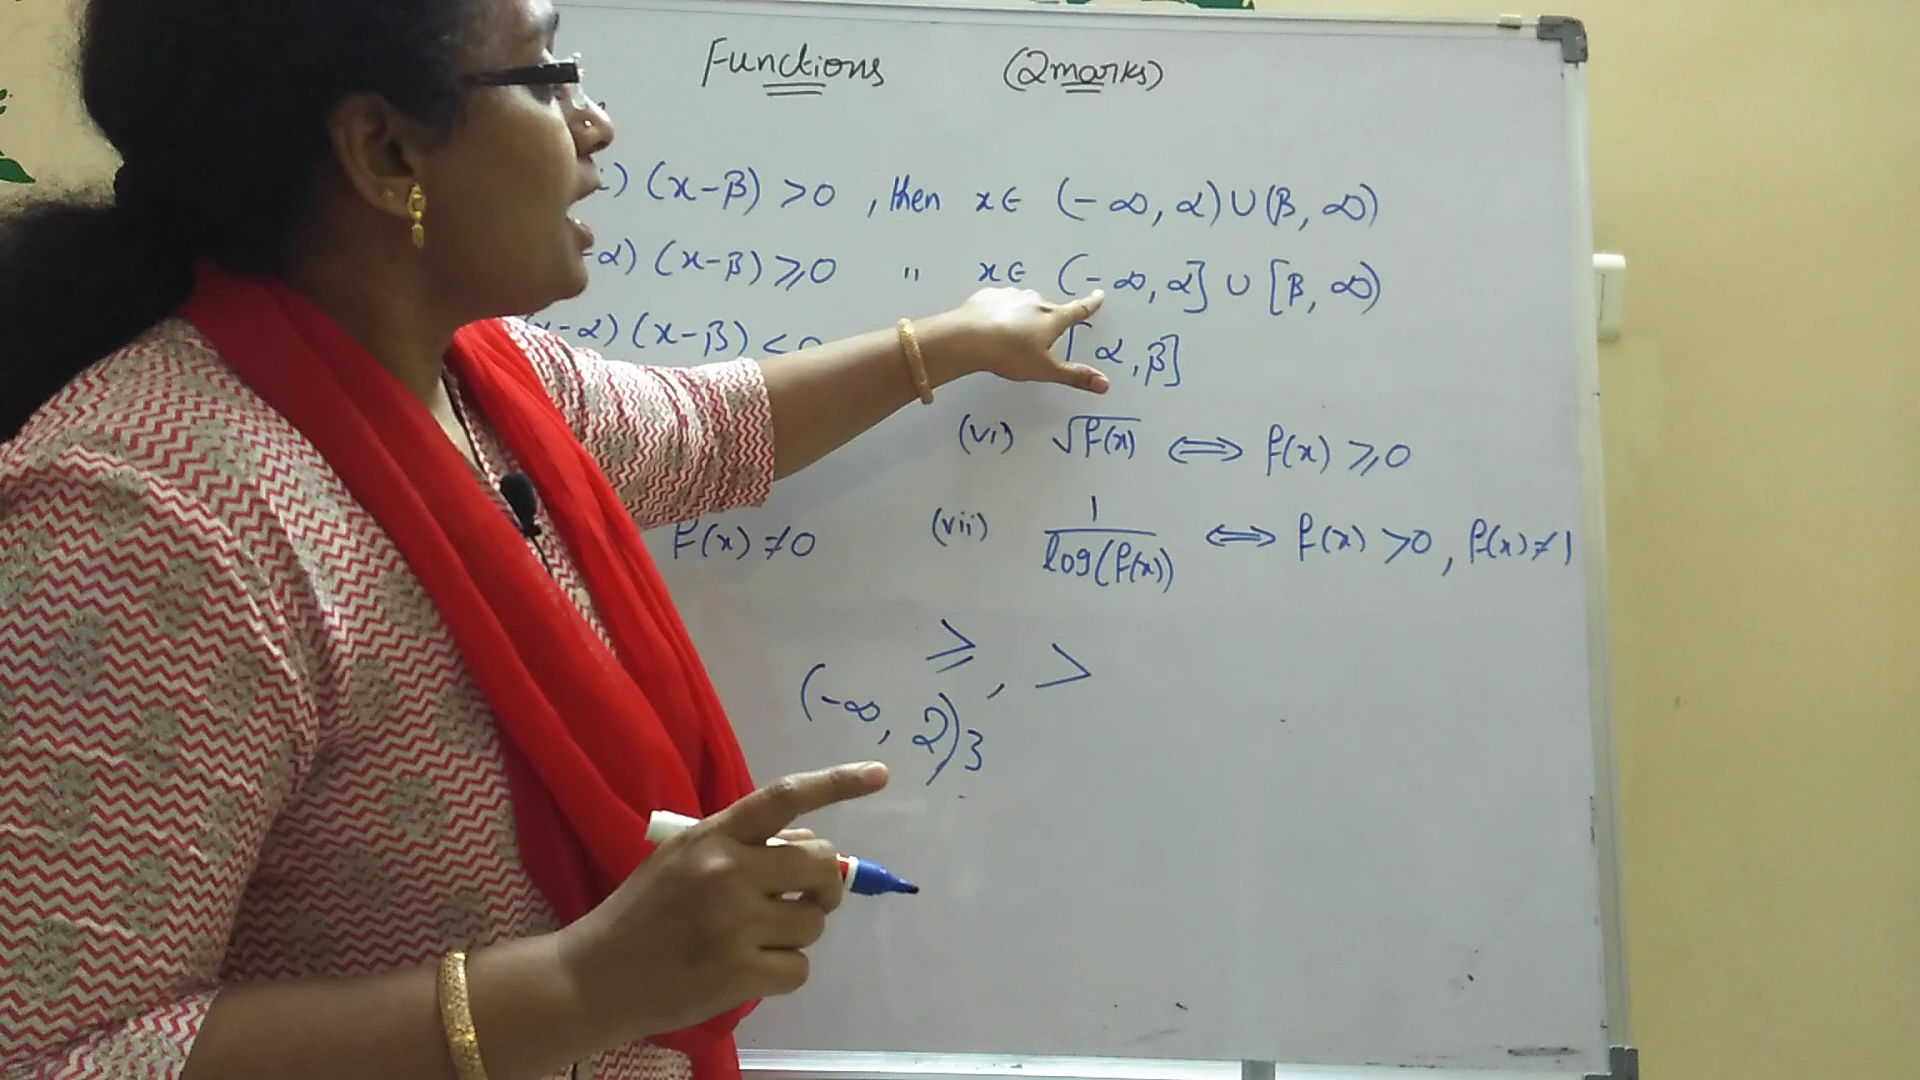 Functions (2marks)
) (x-β) >0 , then x∈ (-∞, α) ∪ (β, ∞)
-α) (x-β) ⩾0 " x∈ (-∞, α] ∪ [β, ∞)
(x-α) (x-β) <0 [α, β]
(vi) √f(x) ⟺ f(x) ⩾0
F(x) ≠0 (vii) 1/log(f(x)) ⟺ f(x) >0, f(x) ≠1
⩾, >
(-∞, 2) 3